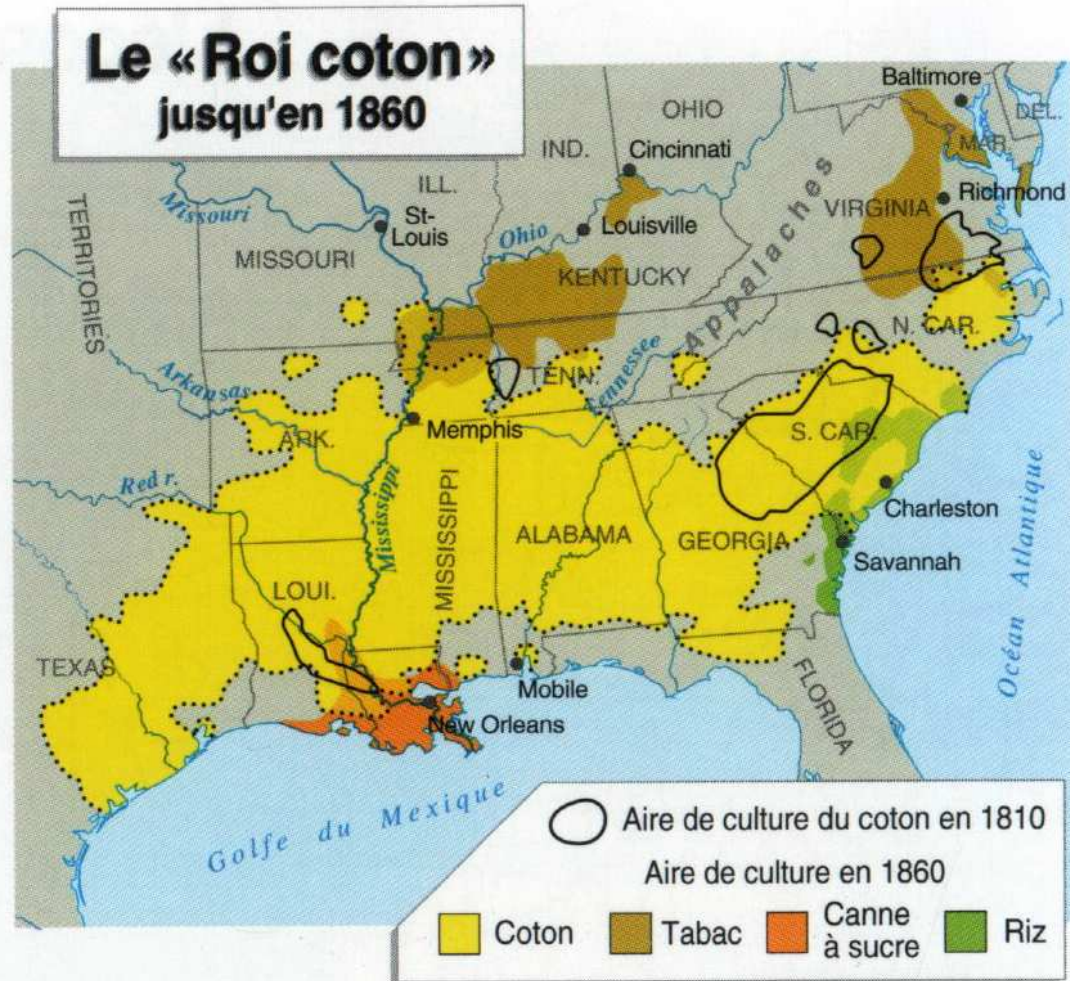 Le «Roi coton»
jusqu'en 1860
Baltimore
OHIO
DEL.
IND.
Cincinnati
MAR.
ILL.
Appalaches
Richmond
TERRITORIES
Missouri
St-
Louis
Ohio
Louisville
VIRGINIA
MISSOURI
KENTUCKY
N. CAR.
Arkansas
TENN.
Tennessee
Memphis
ARK.
S. CAR.
Red r.
Mississippi
MISSISSIPPI
ALABAMA
GEORGIA
Charleston
Savannah
Océan Atlantique
LOUI.
TEXAS
Mobile
New Orleans
FLORIDA
Golfe du Mexique
Aire de culture du coton en 1810
Aire de culture en 1860
Coton
Tabac
Canne
à sucre
Riz